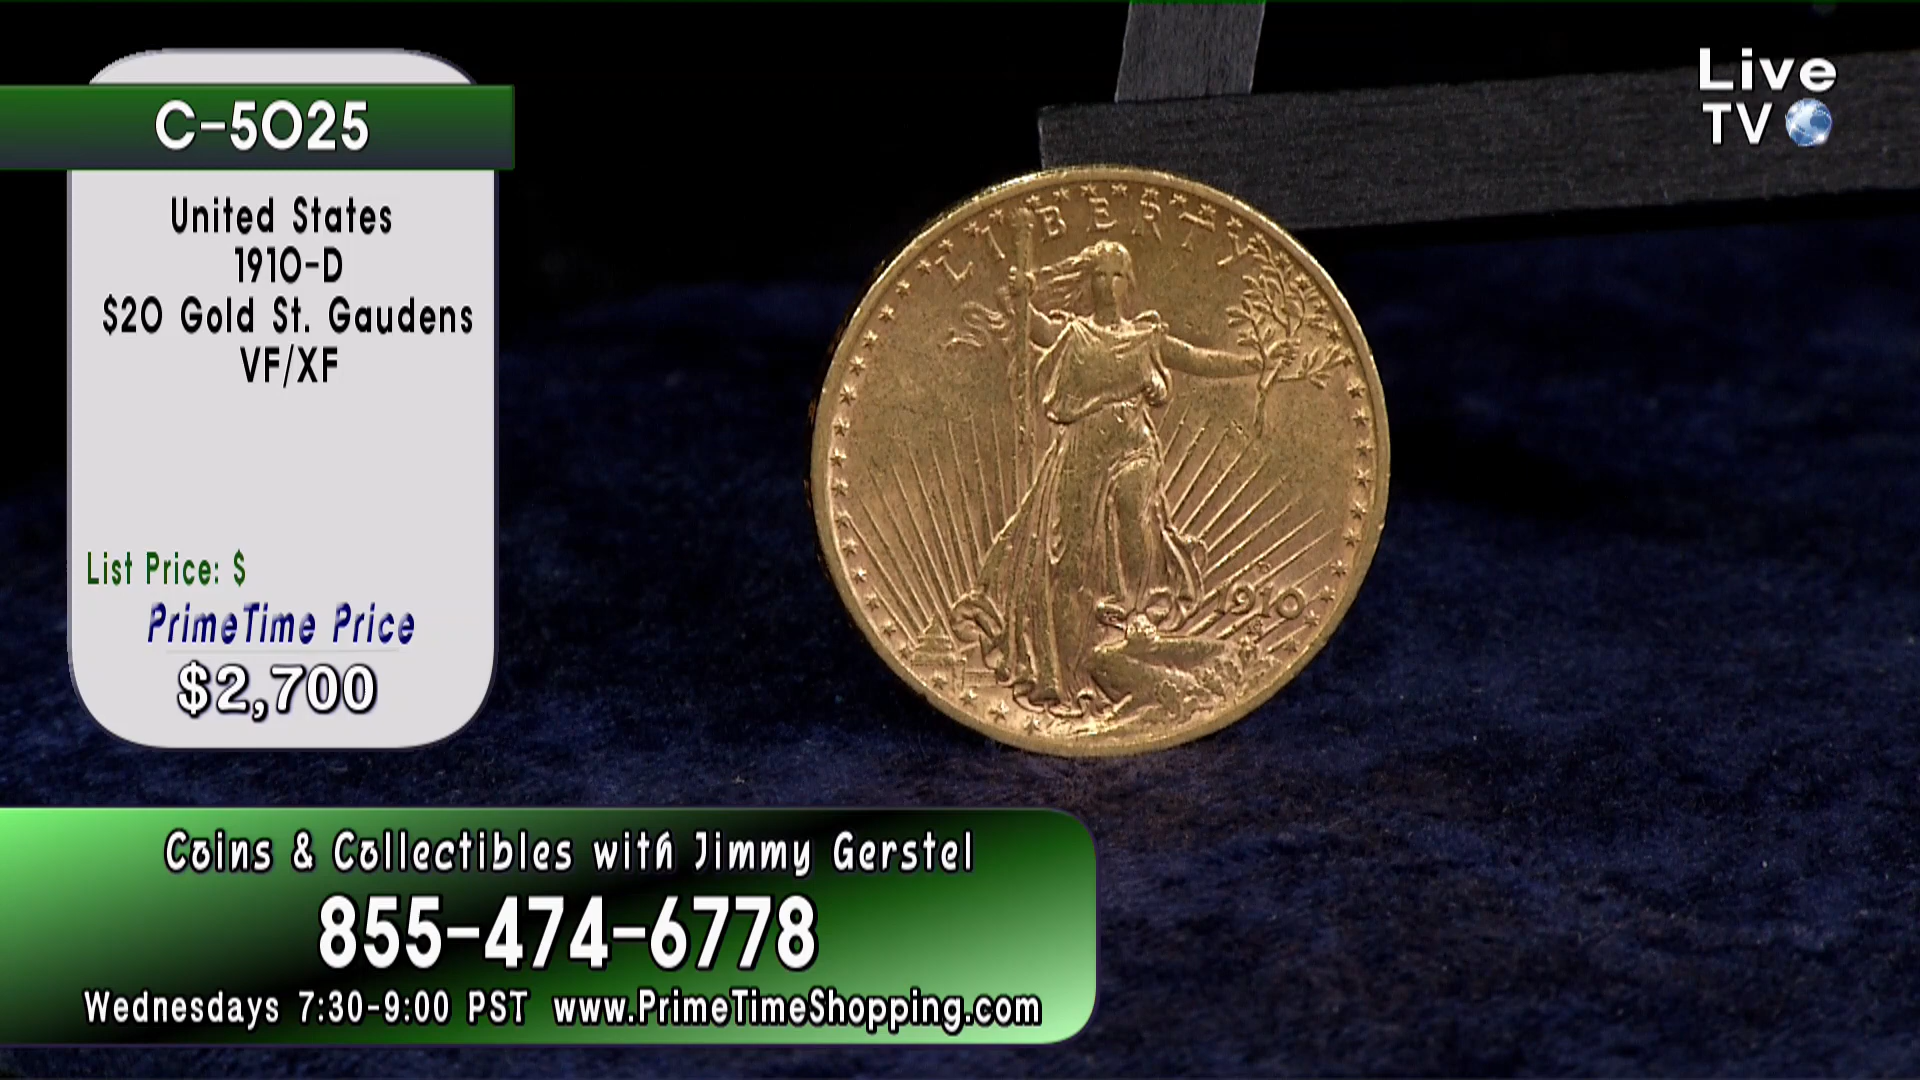 C-5025
United States
1910-D
$20 Gold St. Gaudens
VF/XF
List Price: $
PrimeTime Price
$2,700
Live
TV
LIBERTY
1910
Coins & Collectibles with Jimmy Gerstel
855-474-6778
Wednesdays 7:30-9:00 PST www.PrimeTimeShopping.com